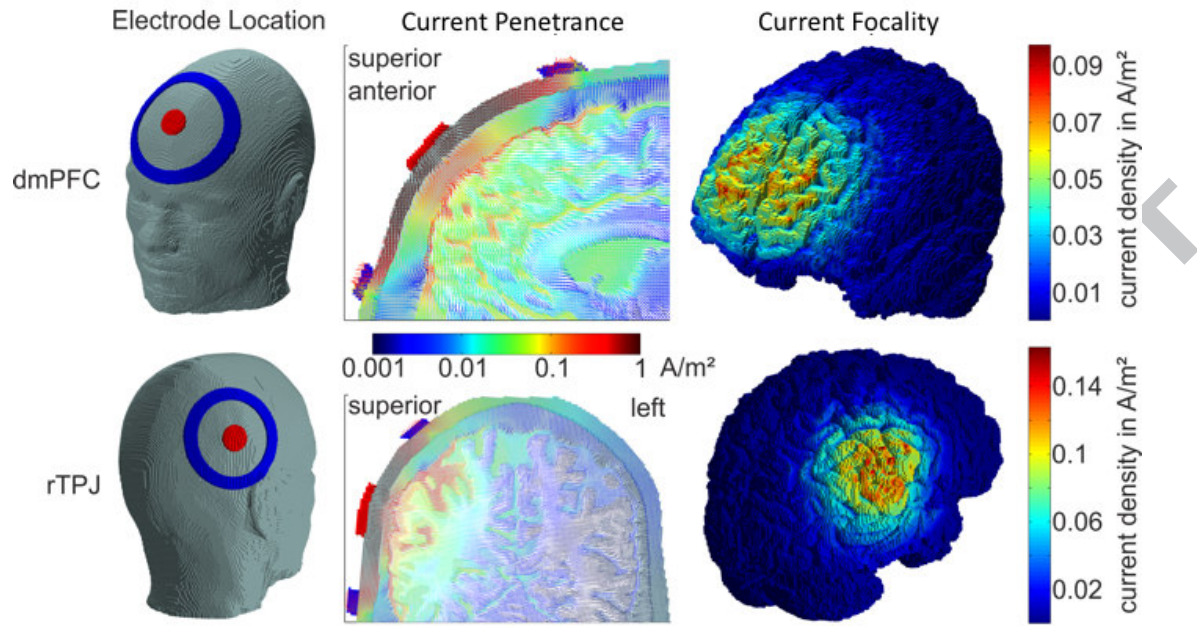 Electrode Location
Current Penetrance
Current Focality
superior
anterior
dmPFC
0.09
0.07
0.05
0.03
0.01
current density in A/m²
0.001
0.01
0.1
1
A/m²
superior
left
rTPJ
0.14
0.1
0.06
0.02
current density in A/m²